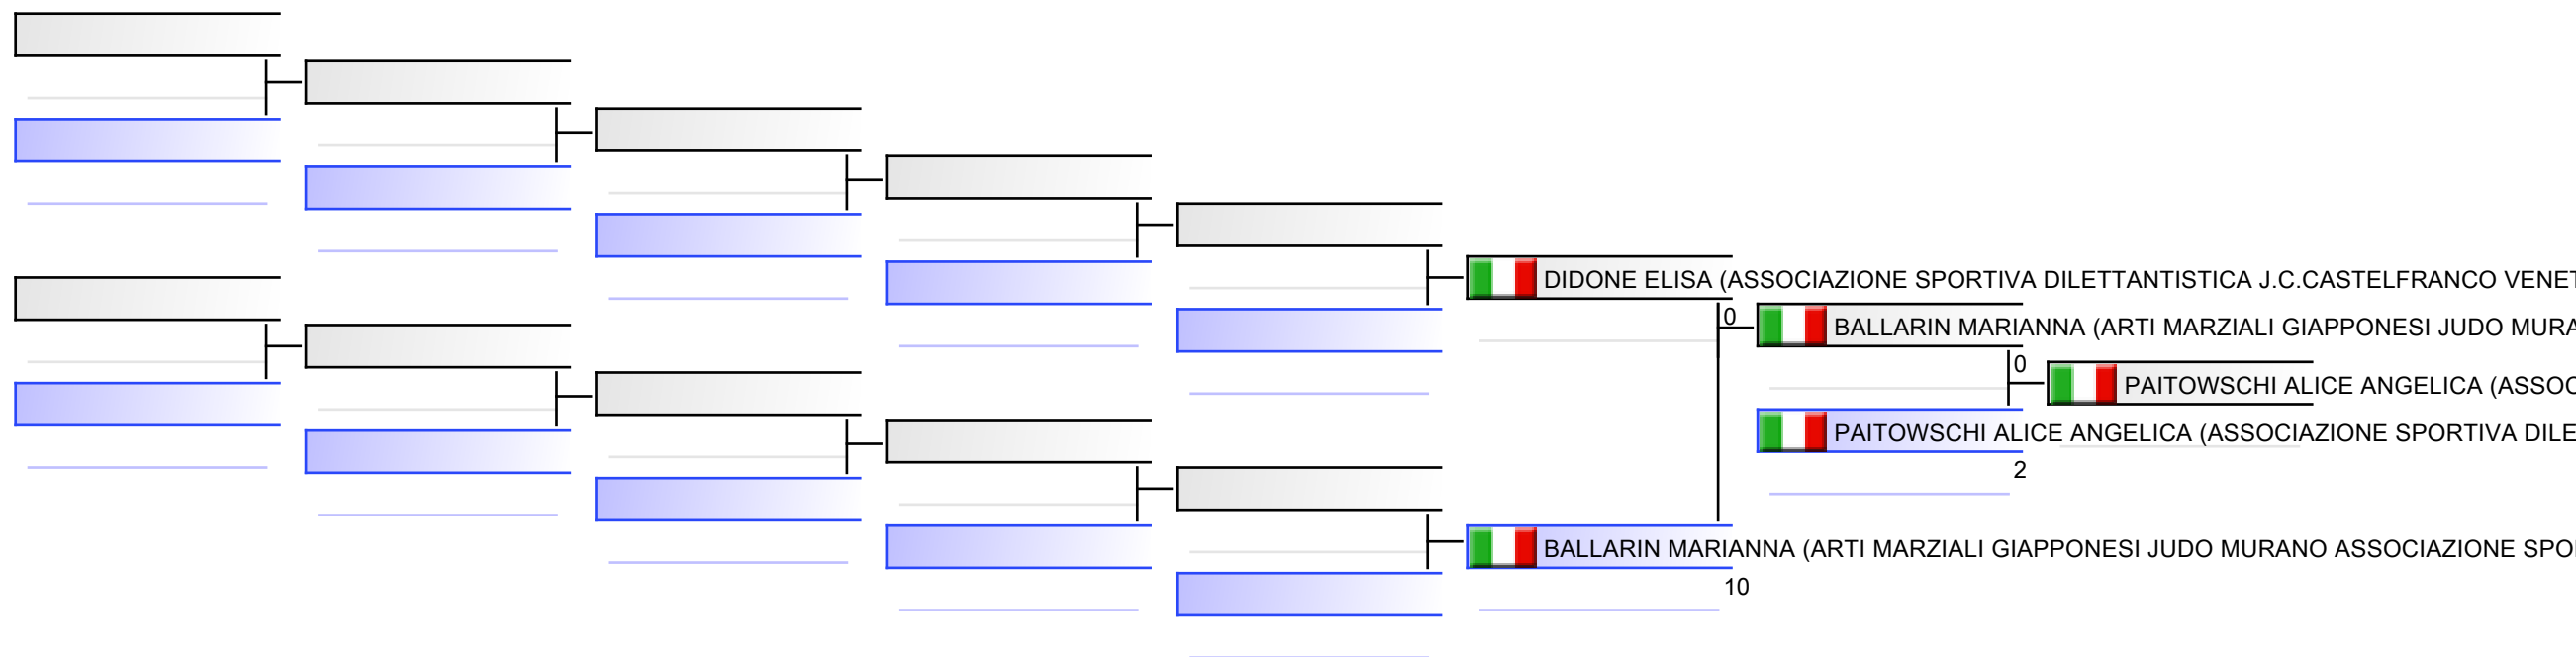 DIDONE ELISA (ASSOCIAZIONE SPORTIVA DILETTANTISTICA J.C.CASTELFRANCO VENET
0
BALLARIN MARIANNA (ARTI MARZIALI GIAPPONESI JUDO MURA
0
PAITOWSCHI ALICE ANGELICA (ASSOC
PAITOWSCHI ALICE ANGELICA (ASSOCIAZIONE SPORTIVA DILE
2
BALLARIN MARIANNA (ARTI MARZIALI GIAPPONESI JUDO MURANO ASSOCIAZIONE SPO
10